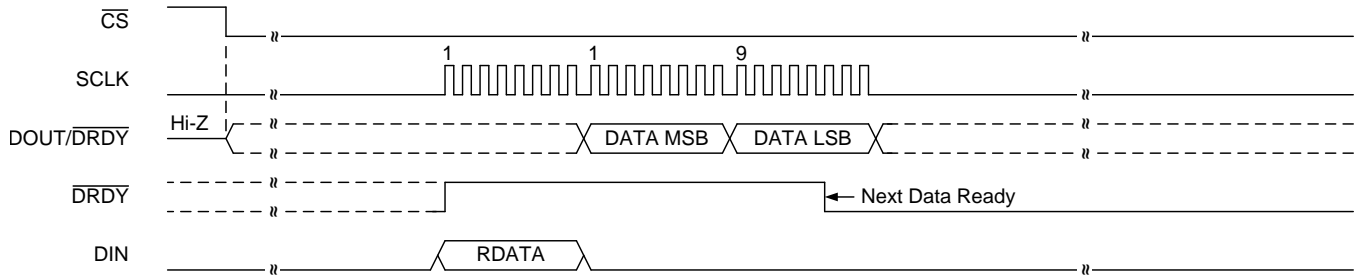 CS
1 1 9
SCLK
Hi-Z
DOUT/DRDY DATA MSB DATA LSB
DRDY Next Data Ready
DIN RDATA